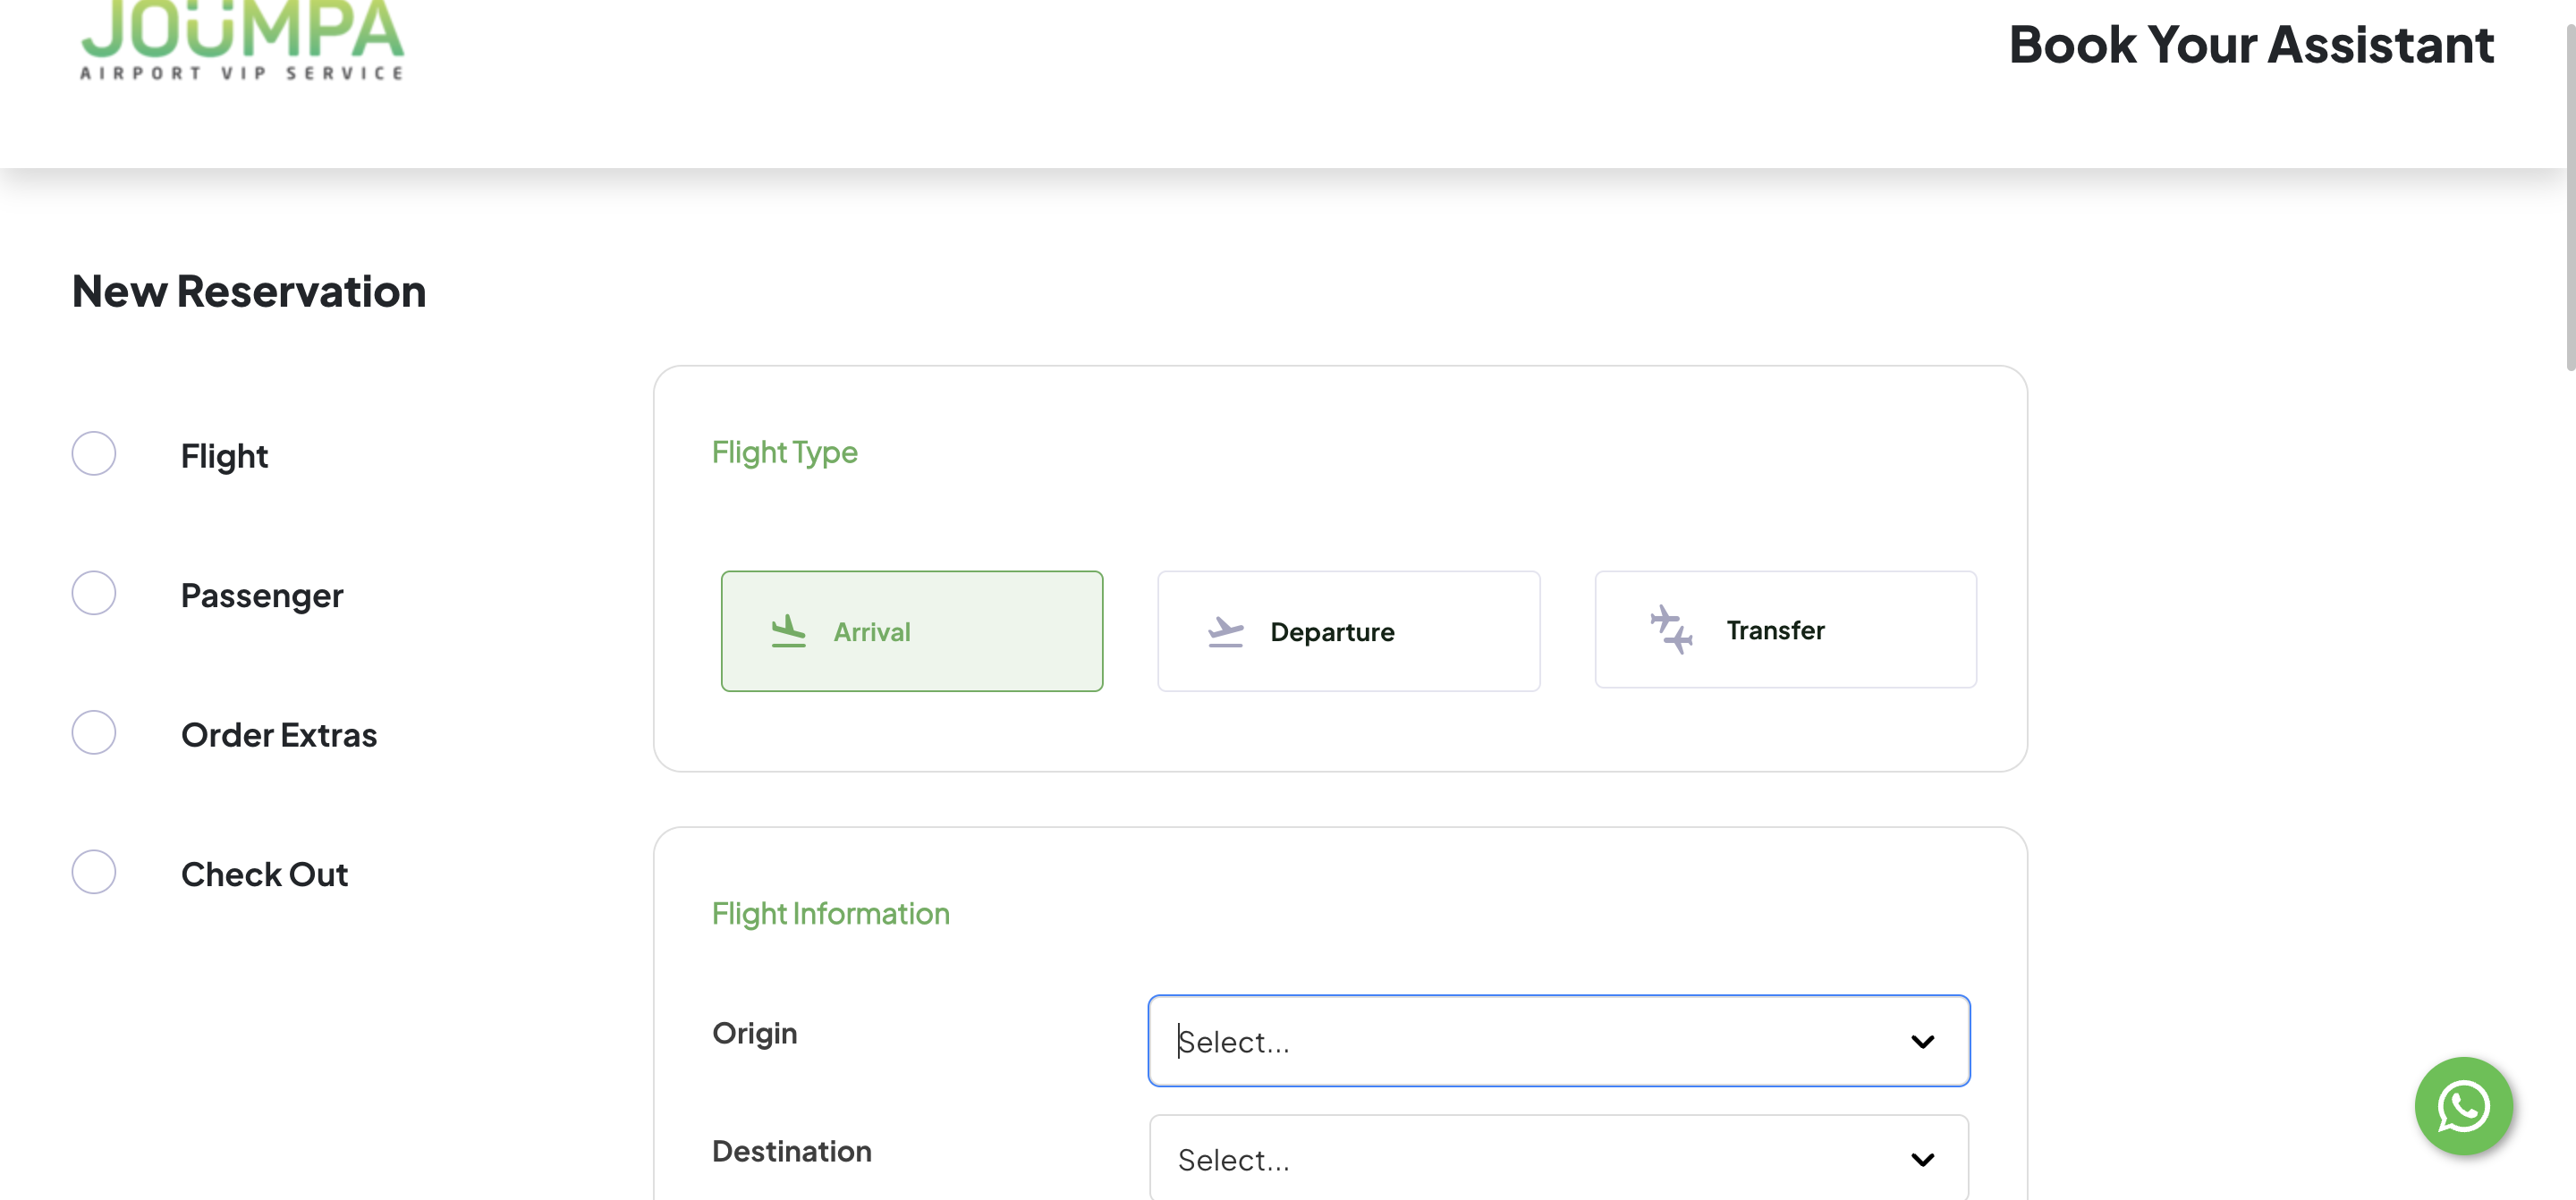 JOUMPA
AIRPORT VIP SERVICE
Book Your Assistant
New Reservation
Flight
Passenger
Order Extras
Check Out
Flight Type
Arrival
Departure
Transfer
Flight Information
Origin
Select...
Destination
Select...